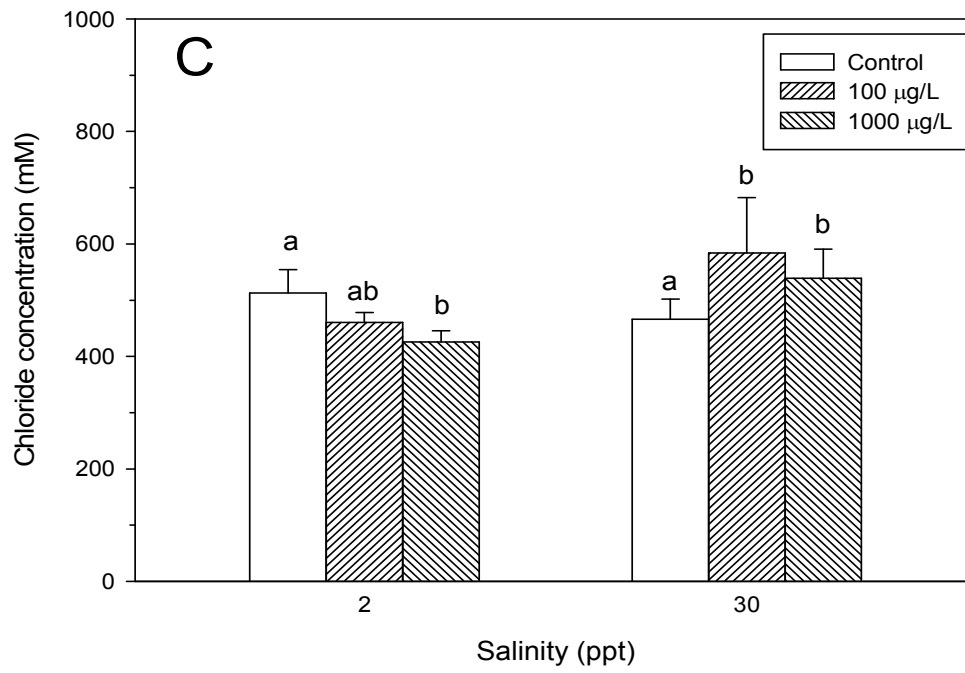 C
Control
100 μg/L
1000 μg/L
Chloride concentration (mM)
1000
800
600
400
200
0
a
ab
b
a
b
b
2
30
Salinity (ppt)